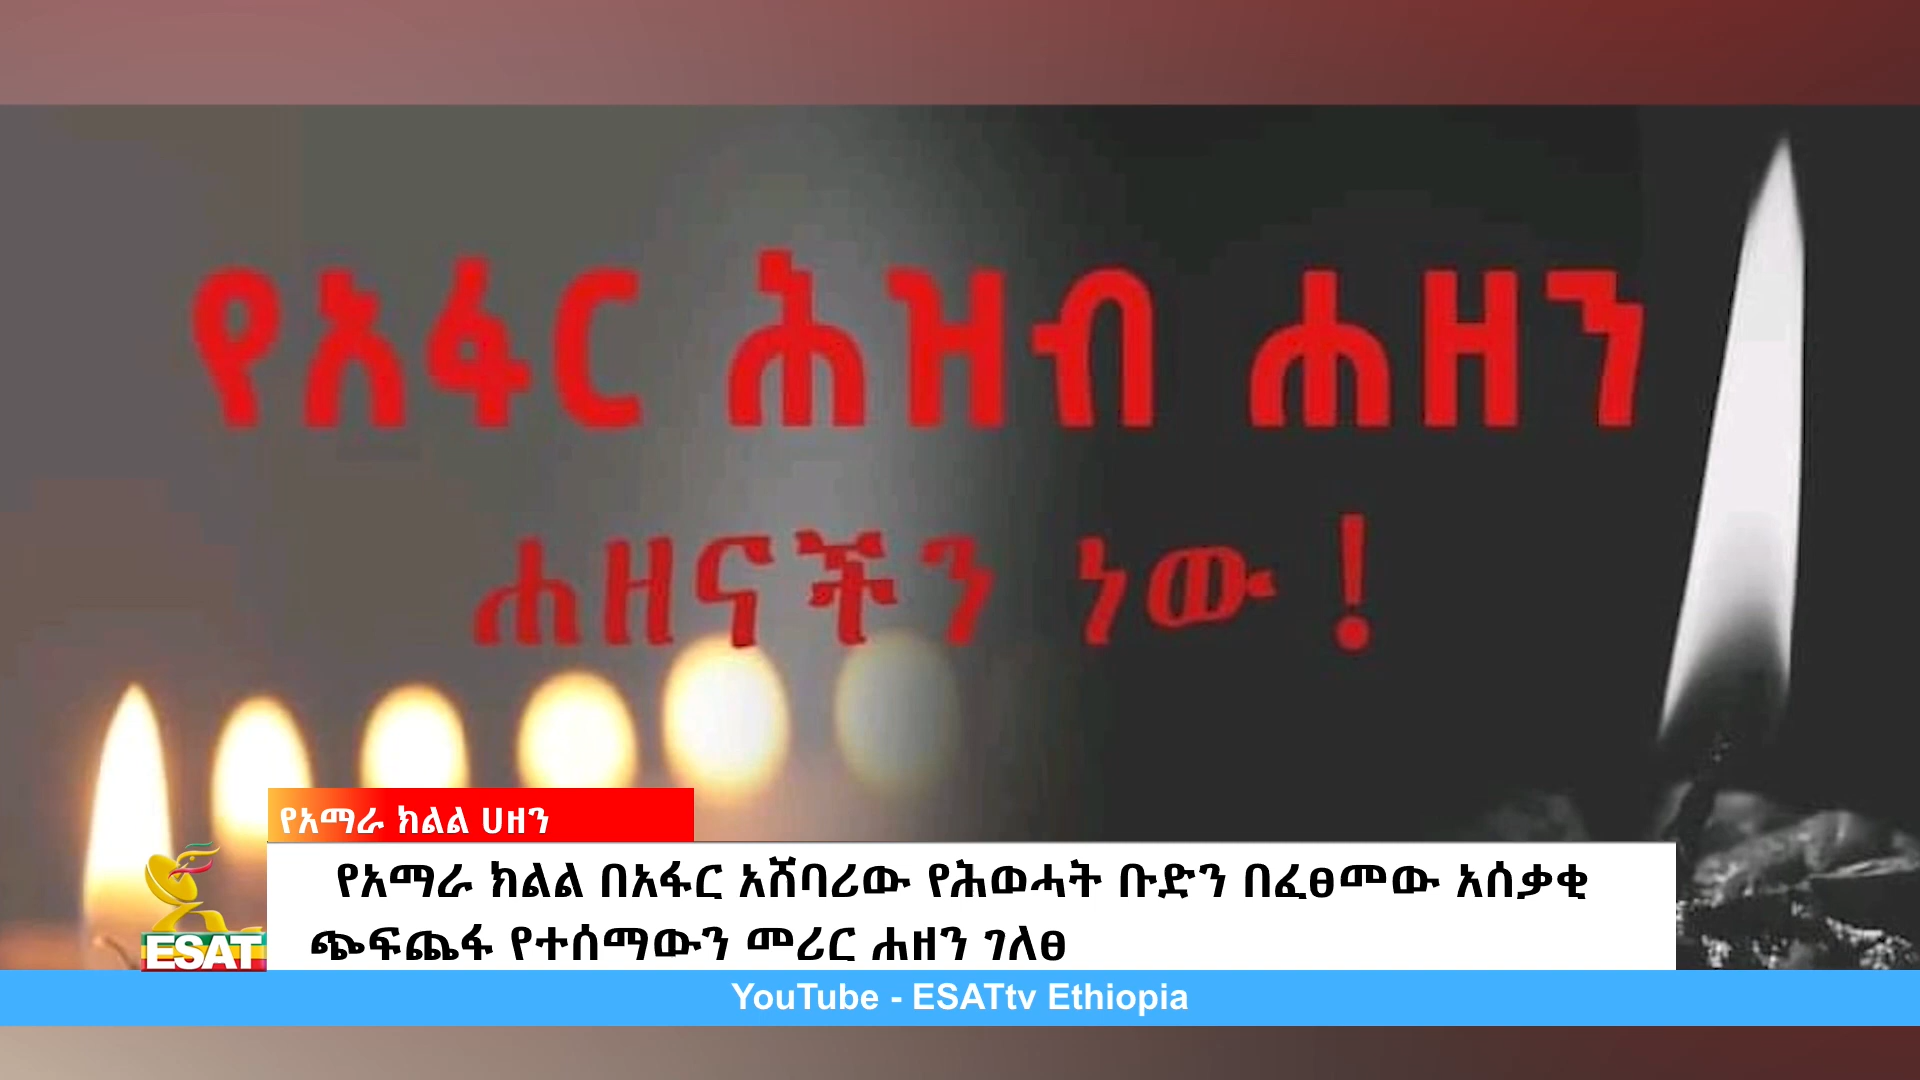 የአፋር ሕዝብ ሐዘን
ሐዘናችን ነው!
የአማራ ክልል ሀዘን
የአማራ ክልል በአፋር አሸባሪው የሕወሓት ቡድን በፈፀመው አሰቃቂ
ጭፍጨፋ የተሰማውን መሪር ሐዘን ገለፀ
ESAT
YouTube - ESATtv Ethiopia